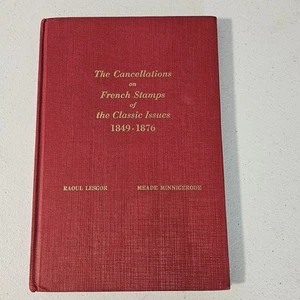 The Cancellations
on
French Stamps
of
the Classic Issues
1849-1876
RAOUL LESGOR MEADE MINNIGERODE